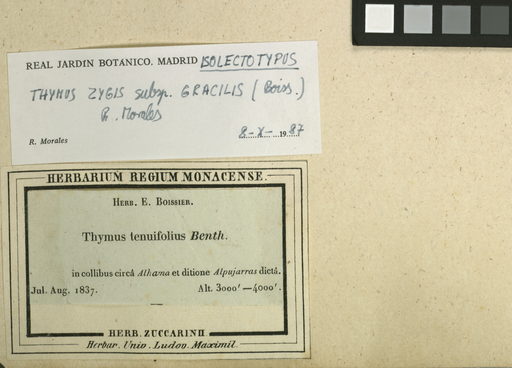 REAL JARDIN BOTANICO. MADRID ISOLECTOTYPUS
THYMUS ZYGIS subsp. GRACILIS (Boiss.)
R. Morales
R. Morales 8-X- 1987
HERBARIUM REGIUM MONACENSE.
HERB. E. BOISSIER.
Thymus tenuifolius Benth.
in collibus circà Alhama et ditione Alpujarras dictâ.
Jul. Aug. 1837. Alt. 3000'—4000'.
HERB. ZUCCARINII
Herbar. Univ. Ludov. Maximil.